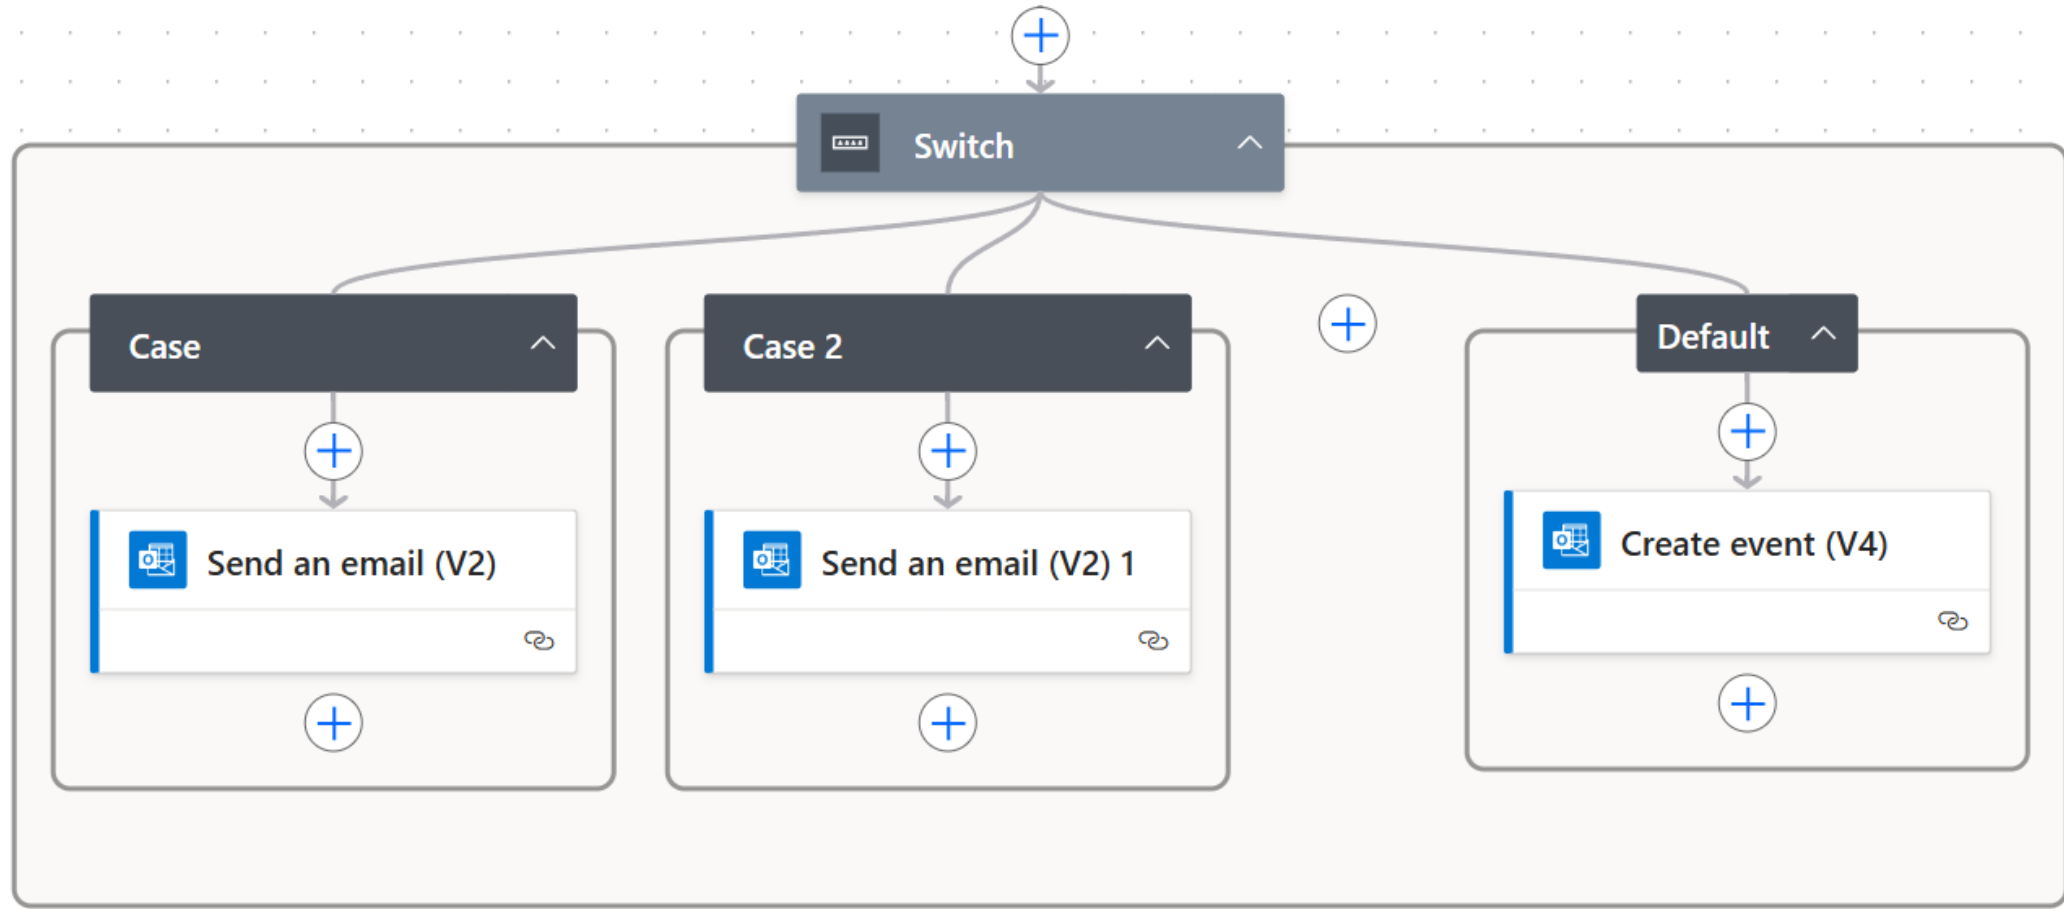 Switch
Case
Case 2
Default
Send an email (V2)
Send an email (V2) 1
Create event (V4)